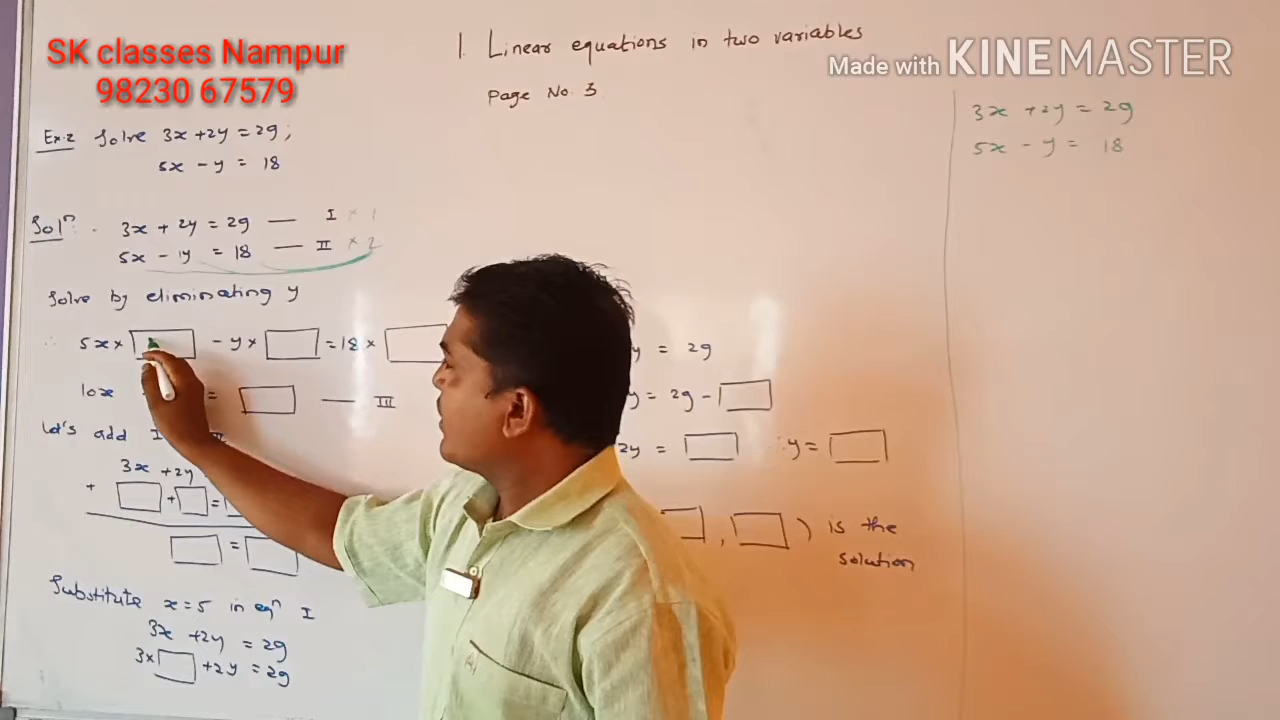 SK classes Nampur
98230 67579
1. Linear equations in two variables
Page No. 3
Made with KINEMASTER
Ex.2 Solve 3x + 2y = 29;
5x - y = 18
Solⁿ: 3x + 2y = 29 — I × 1
5x - 1y = 18 — II × 2
Solve by eliminating y
∴ 5x × - y × = 18 ×
10x = — III
Let's add I
3x + 2y
+ + =
=
Substitute x = 5 in eqⁿ I
3x + 2y = 29
3 × + 2y = 29
y = 29
y = 29 -
2y = ∴ y =
, ) is the
solution
3x + 2y = 29
5x - y = 18